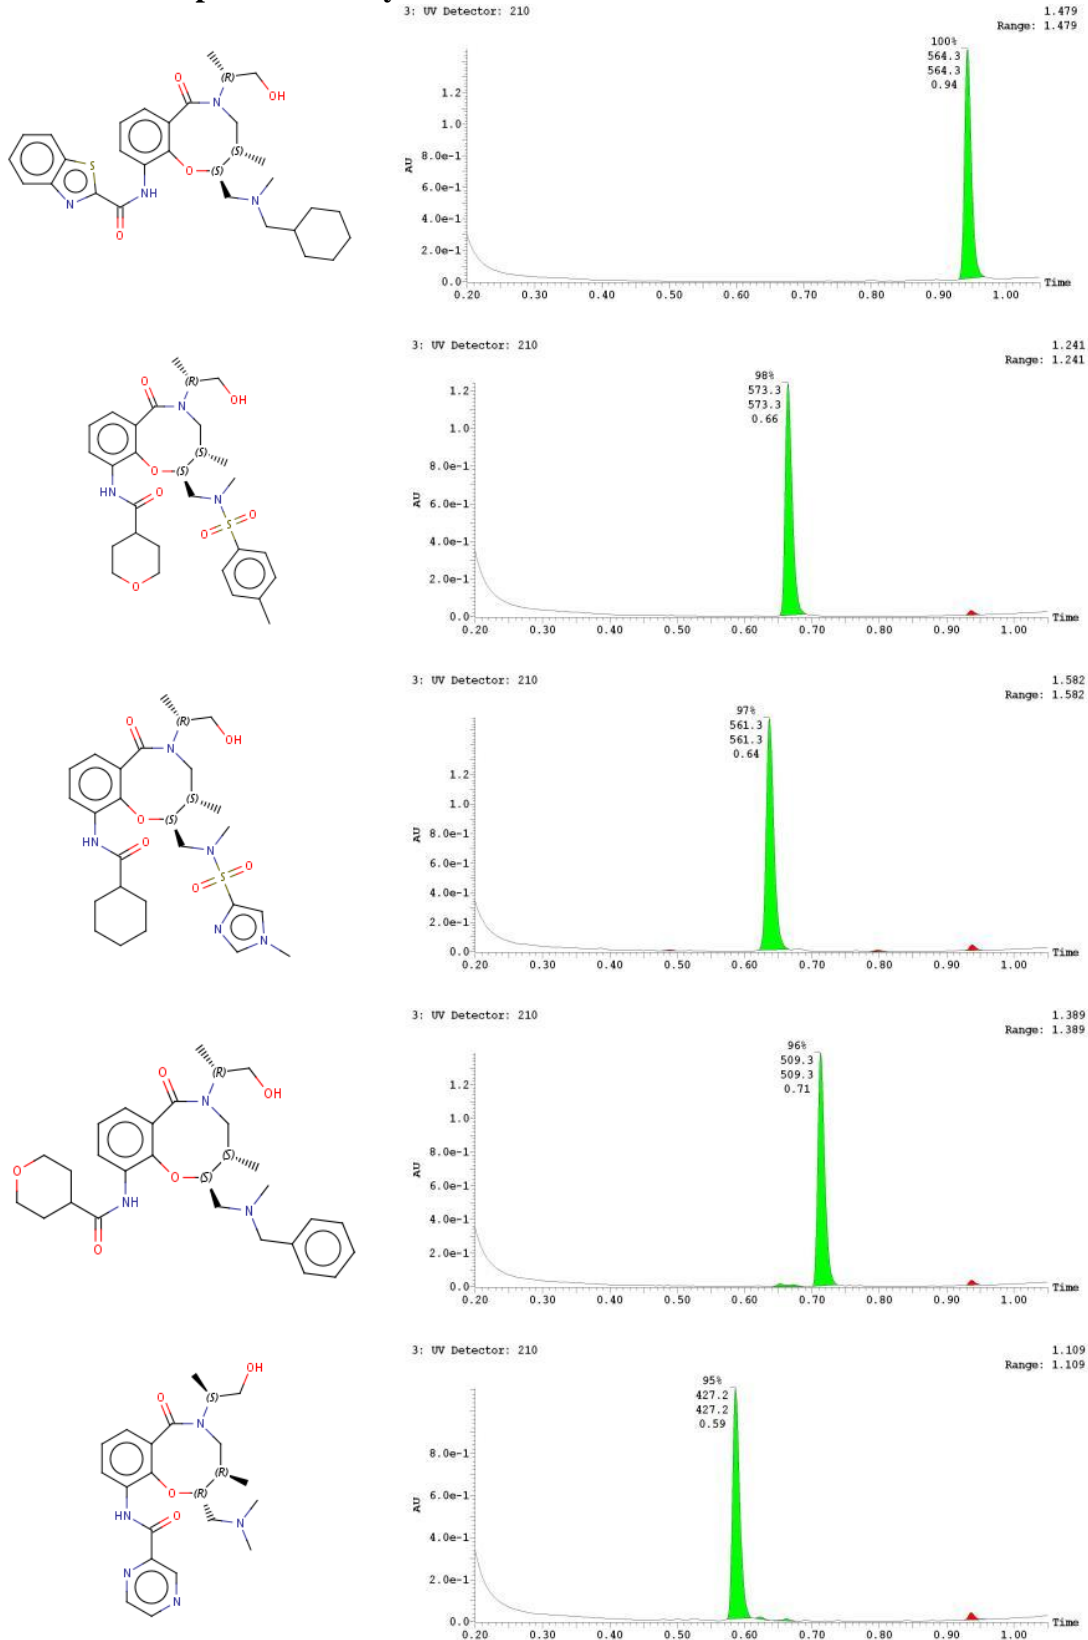 3: UV Detector: 210
1.479
Range: 1.479
100%
564.3
564.3
0.94
1.2
1.0
8.0e-1
6.0e-1
4.0e-1
2.0e-1
0.0
AU
0.20 0.30 0.40 0.50 0.60 0.70 0.80 0.90 1.00
Time
O (R) OH N (S) O (S) S N NH O N
3: UV Detector: 210
1.241
Range: 1.241
98%
573.3
573.3
0.66
1.2
1.0
8.0e-1
6.0e-1
4.0e-1
2.0e-1
0.0
AU
0.20 0.30 0.40 0.50 0.60 0.70 0.80 0.90 1.00
Time
O (R) OH N (S) O (S) HN O N O S O O
3: UV Detector: 210
1.582
Range: 1.582
97%
561.3
561.3
0.64
1.2
1.0
8.0e-1
6.0e-1
4.0e-1
2.0e-1
0.0
AU
0.20 0.30 0.40 0.50 0.60 0.70 0.80 0.90 1.00
Time
O (R) OH N (S) O (S) HN O N O S O N N
3: UV Detector: 210
1.389
Range: 1.389
96%
509.3
509.3
0.71
1.2
1.0
8.0e-1
6.0e-1
4.0e-1
2.0e-1
0.0
AU
0.20 0.30 0.40 0.50 0.60 0.70 0.80 0.90 1.00
Time
O (R) OH N (S) O (S) O NH O N
3: UV Detector: 210
1.109
Range: 1.109
95%
427.2
427.2
0.59
8.0e-1
6.0e-1
4.0e-1
2.0e-1
0.0
AU
0.20 0.30 0.40 0.50 0.60 0.70 0.80 0.90 1.00
Time
OH O (S) N (R) O (R) HN O N N N